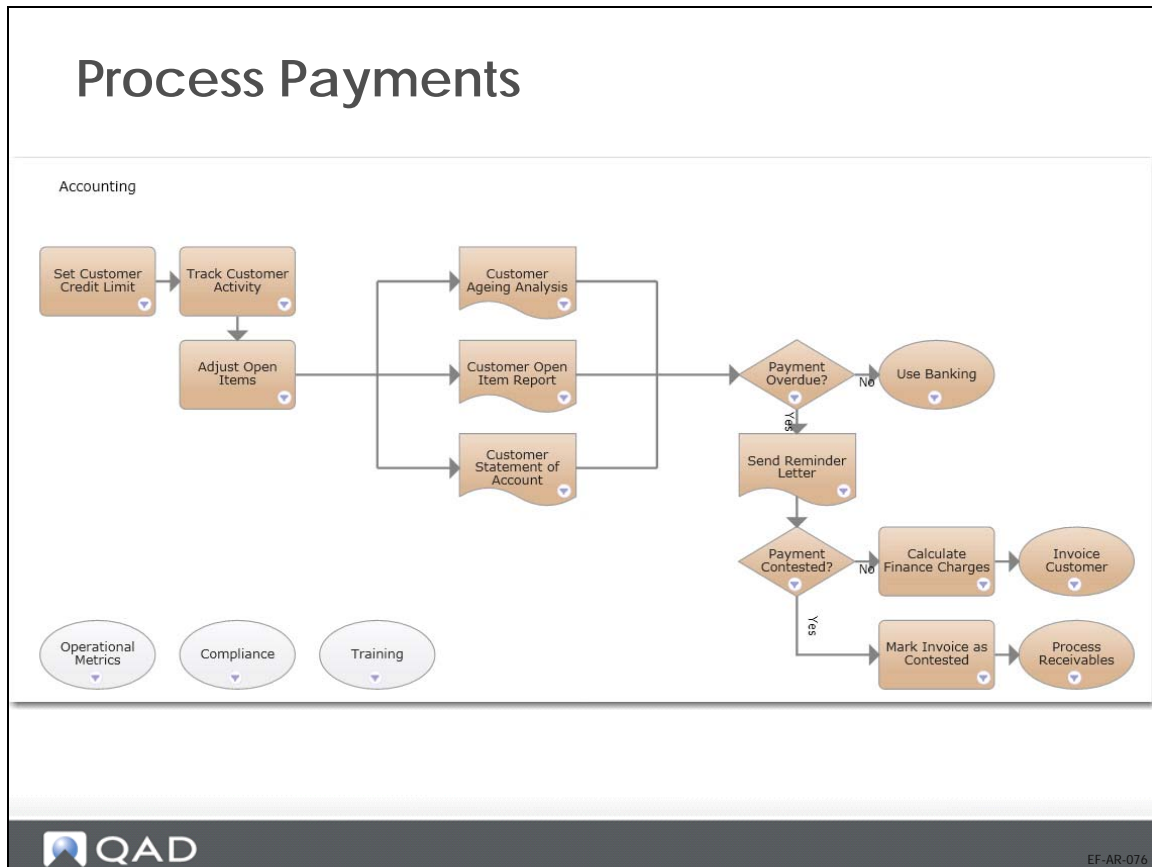 Process Payments
Accounting
Set Customer
Credit Limit
Track Customer
Activity
Adjust Open
Items
Customer
Ageing Analysis
Customer Open
Item Report
Customer
Statement of
Account
Payment
Overdue?
No
Use Banking
Yes
Send Reminder
Letter
Payment
Contested?
No
Calculate
Finance Charges
Invoice
Customer
Yes
Mark Invoice as
Contested
Process
Receivables
Operational
Metrics
Compliance
Training
QAD
EF-AR-076